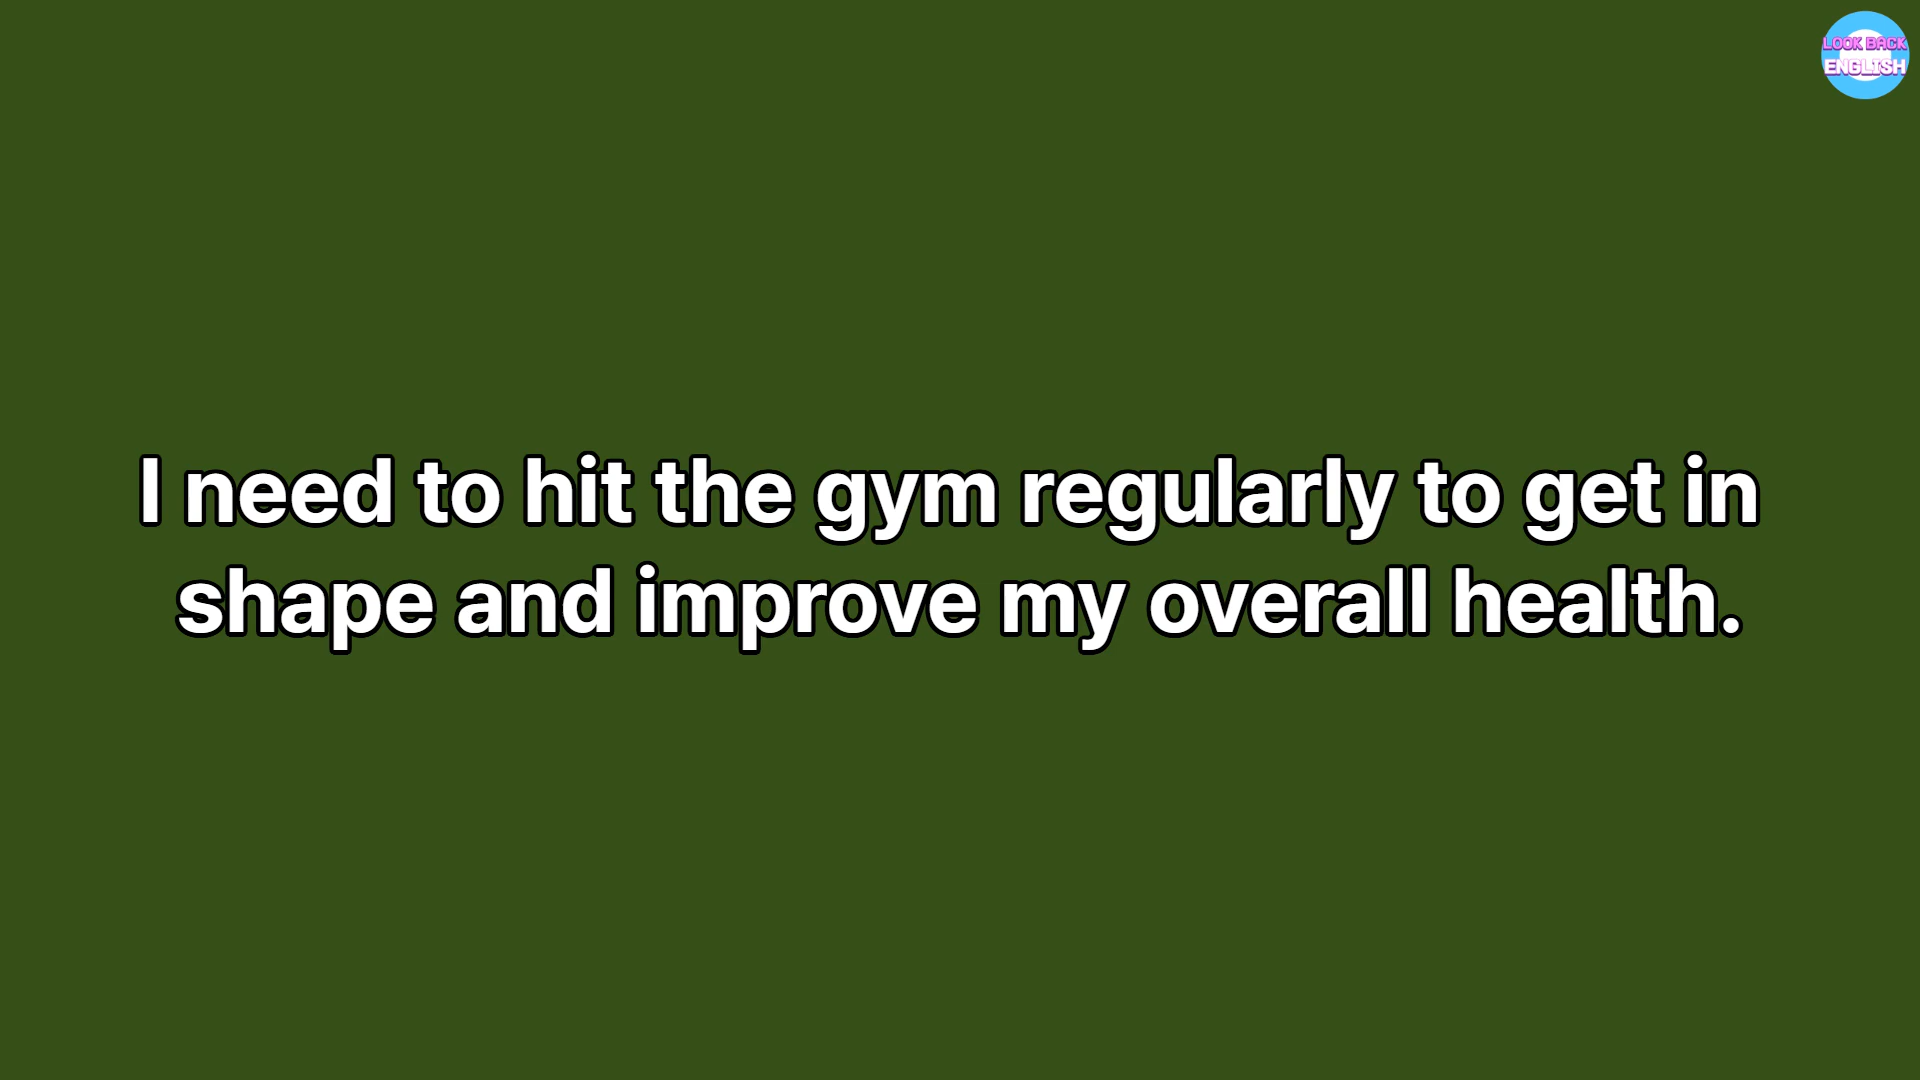 LOOK BACK
ENGLISH
I need to hit the gym regularly to get in
shape and improve my overall health.